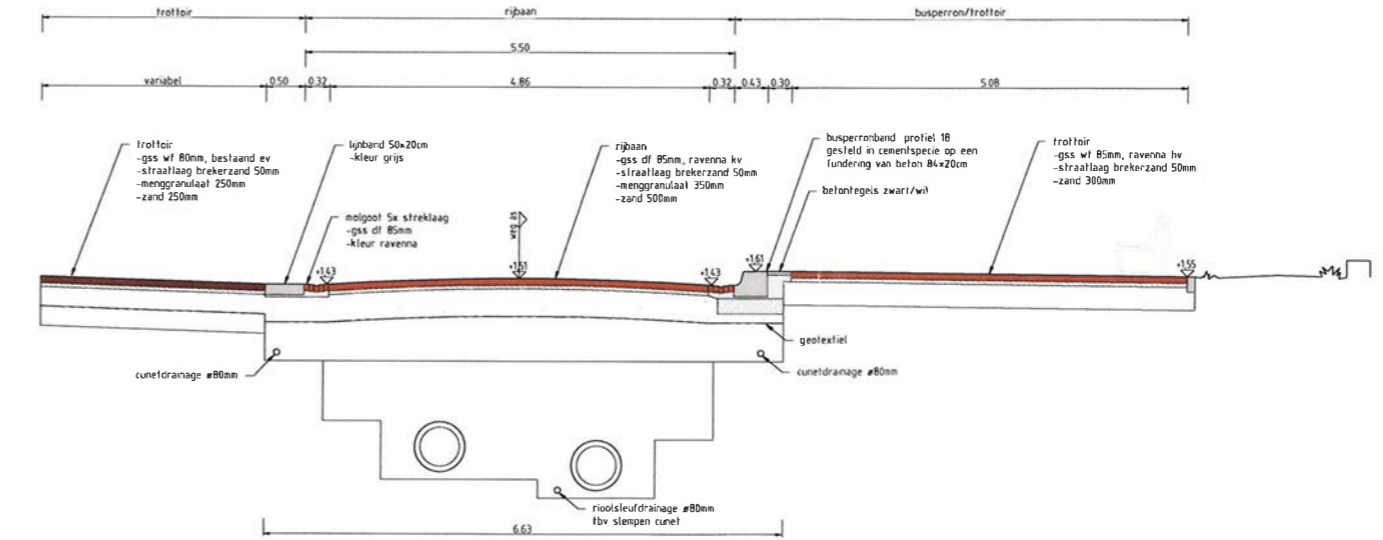 trottoir
rijbaan
busperron/trottoir
5.50
variabel
0.50
0.32
4.86
0.32
0.43
0.30
5.08
trottoir
-gss wf 80mm, bestaand ev
-straatlaag brekerzand 50mm
-menggranulaat 250mm
-zand 250mm
lijnband 50x20cm
-kleur grijs
molgoot 5x streklaag
-gss df 85mm
-kleur ravenna
weg as
rijbaan
-gss df 85mm, ravenna kv
-straatlaag brekerzand 50mm
-menggranulaat 350mm
-zand 500mm
busperronband profiel 18
gesteld in cementspecie op een
fundering van beton 84x20cm
betontegels zwart/wit
trottoir
-gss wf 85mm, ravenna hv
-straatlaag brekerzand 50mm
-zand 300mm
+1.43
+1.51
+1.43
+1.61
+1.55
geotextiel
cunetdrainage ø80mm
cunetdrainage ø80mm
rioolsleufdrainage ø80mm
tbv slempen cunet
6.63